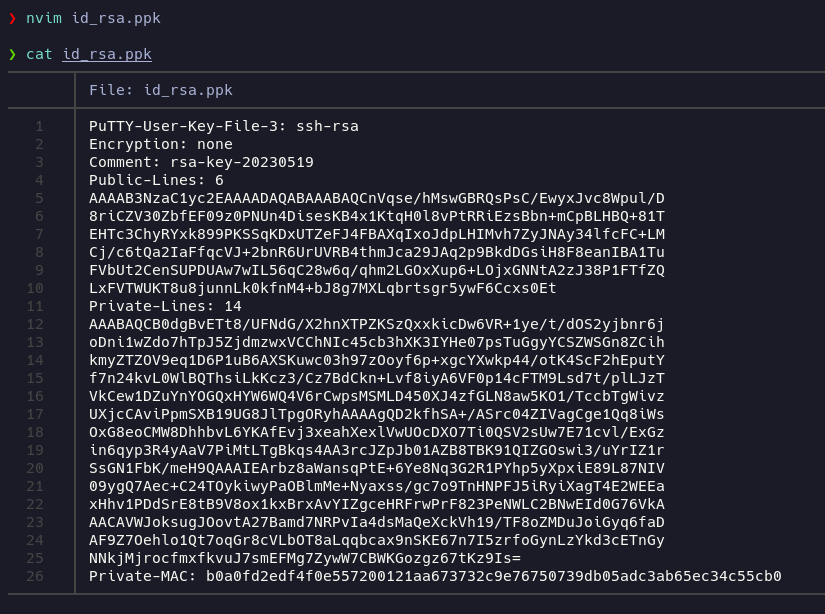 ❯ nvim id_rsa.ppk
❯ cat id_rsa.ppk
File: id_rsa.ppk
1 PuTTY-User-Key-File-3: ssh-rsa
2 Encryption: none
3 Comment: rsa-key-20230519
4 Public-Lines: 6
5 AAAAB3NzaC1yc2EAAAADAQABAAABAQCnVqse/hMswGBRQsPsC/EwyxJvc8Wpul/D
6 8riCZV30ZbfEF09z0PNUn4DisesKB4x1KtqH0l8vPtRRiEzsBbn+mCpBLHBQ+81T
7 EHTc3ChyRYxk899PKSSqKDxUTZeFJ4FBAXqIxoJdpLHIMvh7ZyJNAy34lfcFC+LM
8 Cj/c6tQa2IaFfqcVJ+2bnR6UrUVRB4thmJca29JAq2p9BkdDGsiH8F8eanIBA1Tu
9 FVbUt2CenSUPDUAw7wIL56qC28w6q/qhm2LGOxXup6+LOjxGNNtA2zJ38P1FTfZQ
10 LxFVTWUKT8u8junnLk0kfnM4+bJ8g7MXLqbrtsgr5ywF6Ccxs0Et
11 Private-Lines: 14
12 AAABAQCB0dgBvETt8/UFNdG/X2hnXTPZKSzQxxkicDw6VR+1ye/t/dOS2yjbnr6j
13 oDni1wZdo7hTpJ5ZjdmzwxVCChNIc45cb3hXK3IYHe07psTuGgyYCSZWSGn8ZCih
14 kmyZTZOV9eq1D6P1uB6AXSKuwc03h97zOoyf6p+xgcYXwkp44/otK4ScF2hEputY
15 f7n24kvL0WlBQThsiLkKcz3/Cz7BdCkn+Lvf8iyA6VF0p14cFTM9Lsd7t/plLJzT
16 VkCew1DZuYnYOGQxHYW6WQ4V6rCwpsMSMLD450XJ4zfGLN8aw5KO1/TccbTgWivz
17 UXjcCAviPpmSXB19UG8JlTpgORyhAAAAgQD2kfhSA+/ASrc04ZIVagCge1Qq8iWs
18 OxG8eoCMW8DhhbvL6YKAfEvj3xeahXexlVwUOcDXO7Ti0QSV2sUw7E71cvl/ExGz
19 in6qyp3R4yAaV7PiMtLTgBkqs4AA3rcJZpJb01AZB8TBK91QIZGOswi3/uYrIZ1r
20 SsGN1FbK/meH9QAAAIEArbz8aWansqPtE+6Ye8Nq3G2R1PYhp5yXpxiE89L87NIV
21 09ygQ7Aec+C24TOykiwyPaOBlmMe+Nyaxss/gc7o9TnHNPFJ5iRyiXagT4E2WEEa
22 xHhv1PDdSrE8tB9V8ox1kxBrxAvYIZgceHRFrwPrF823PeNWLC2BNwEId0G76VkA
23 AACAVWJoksugJOovtA27Bamd7NRPvIa4dsMaQeXckVh19/TF8oZMDuJoiGyq6faD
24 AF9Z7Oehlo1Qt7oqGr8cVLbOT8aLqqbcax9nSKE67n7I5zrfoGynLzYkd3cETnGy
25 NNkjMjrocfmxfkvuJ7smEFMg7ZywW7CBWKGozgz67tKz9Is=
26 Private-MAC: b0a0fd2edf4f0e557200121aa673732c9e76750739db05adc3ab65ec34c55cb0